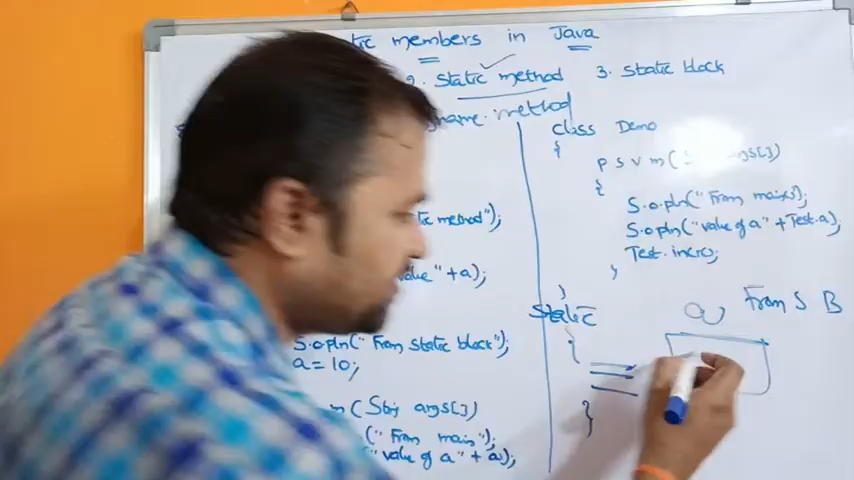 members in Java
2. Static method 3. Static block
name.method
class Demo
{
p s v m( args[])
{
S.o.pln("From main");
S.o.pln("value of a" + Test.a);
Test.incr();
}
}
method");
value" + a);
S.o.pln("From static block");
a = 10;
(String args[])
("From main");
"value of a" + a);
Static
{
}
a From S B